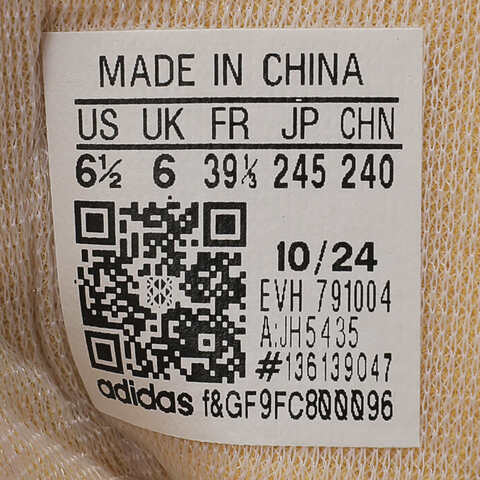 MADE IN CHINA
US UK FR JP CHN
6½ 6 39⅓ 245 240
10/24
EVH 791004
A:JH5435
#136139047
adidas f&GF9FC800096